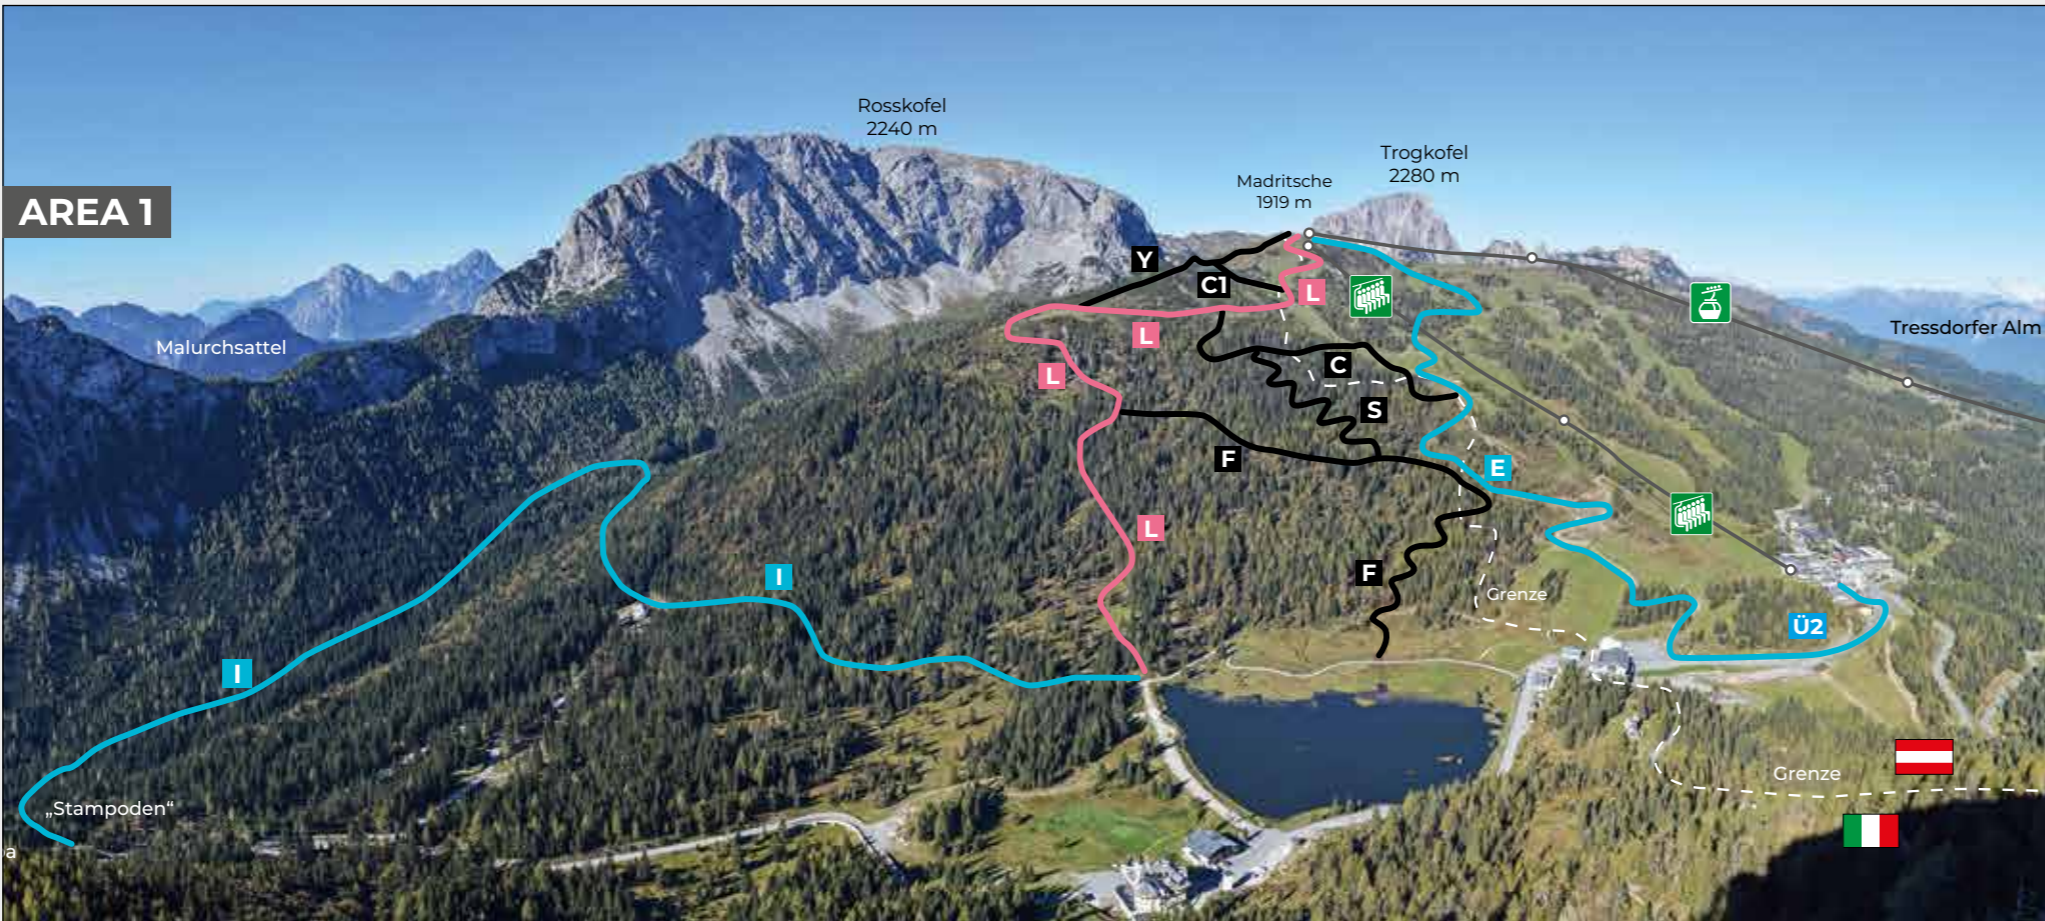 AREA 1
Rosskofel
2240 m
Madritsche
1919 m
Trogkofel
2280 m
Malurchsattel
Tressdorfer Alm
Y
C1
L
L
L
C
S
F
E
L
I
F
Grenze
Ü2
I
„Stampoden“
Grenze
a